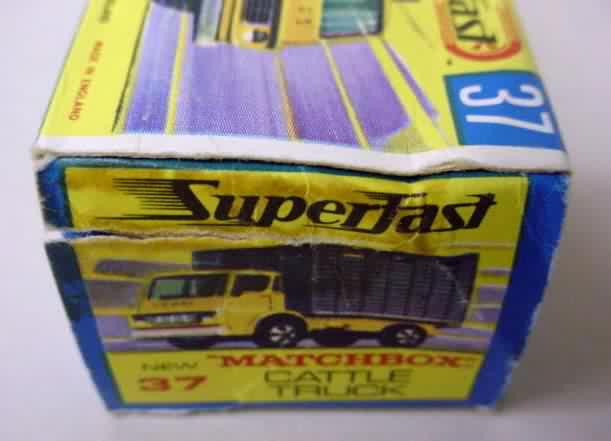 MADE IN ENGLAND
37
SuperFast
NEW "MATCHBOX"
37 CATTLE
TRUCK